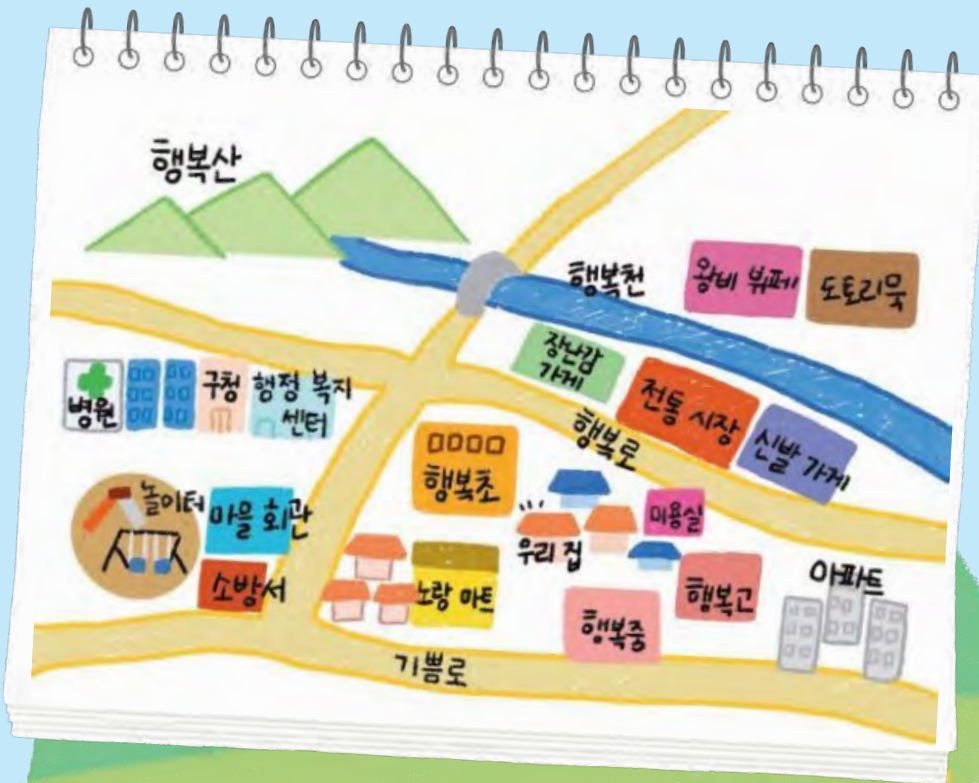 행복산
행복천
왕비 뷔페
도토리묵
장난감
가게
전통 시장
신발 가게
병원
구청
행정 복지
센터
행복로
행복초
놀이터
마을 회관
소방서
우리 집
미용실
노랑 마트
행복중
행복고
아파트
기쁨로